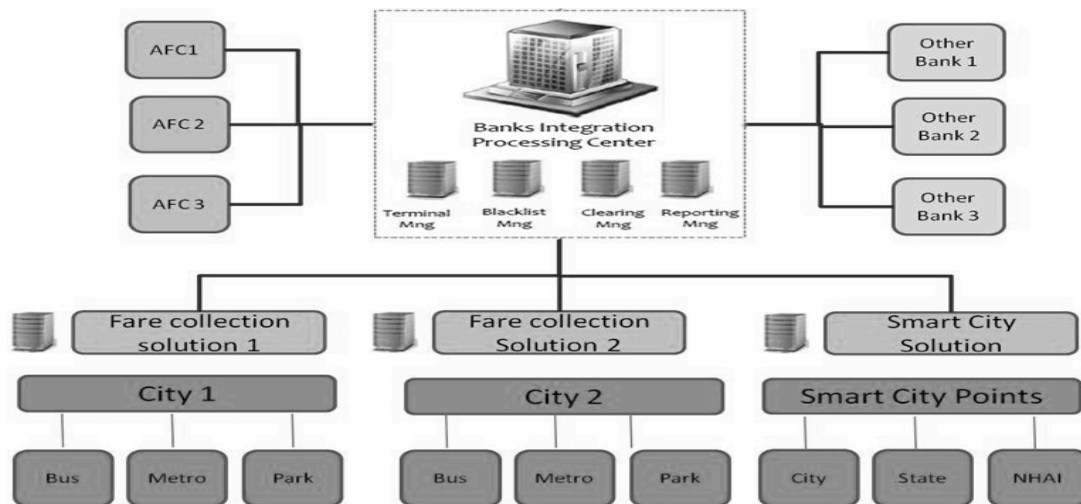 AFC1
AFC 2
AFC 3
Banks Integration
Processing Center
Terminal
Mng
Blacklist
Mng
Clearing
Mng
Reporting
Mng
Other
Bank 1
Other
Bank 2
Other
Bank 3
Fare collection
solution 1
Fare collection
Solution 2
Smart City
Solution
City 1
City 2
Smart City Points
Bus
Metro
Park
Bus
Metro
Park
City
State
NHAI